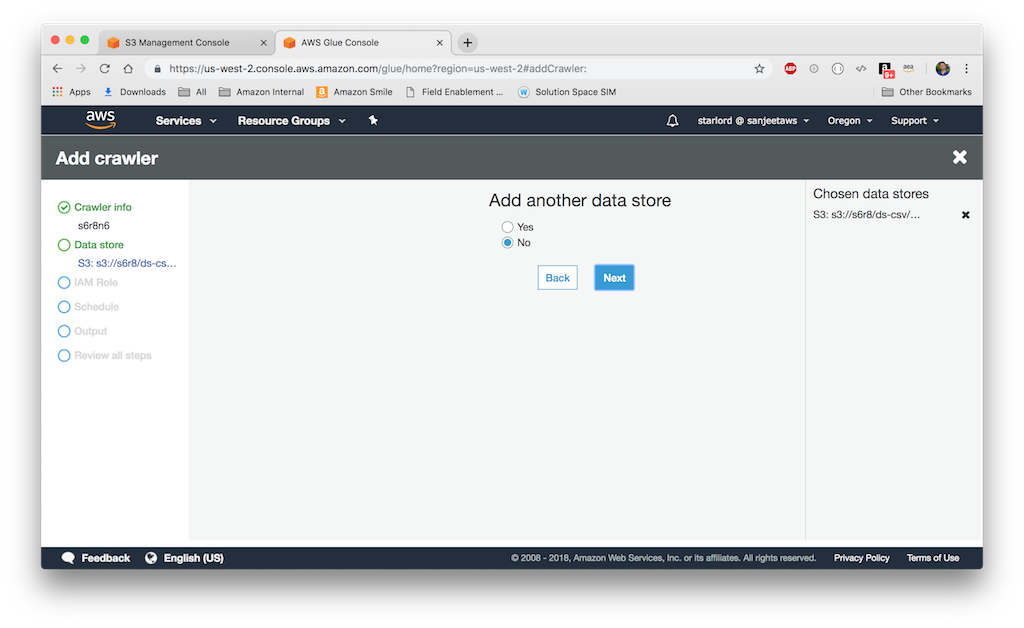 S3 Management Console
AWS Glue Console
https://us-west-2.console.aws.amazon.com/glue/home?region=us-west-2#addCrawler:
ABP
a
9+
aea
Apps
Downloads
All
Amazon Internal
Amazon Smile
Field Enablement ...
Solution Space SIM
Other Bookmarks
aws
Services
Resource Groups
starlord @ sanjeetaws
Oregon
Support
Add crawler
Crawler info
s6r8n6
Data store
S3: s3://s6r8/ds-cs...
IAM Role
Schedule
Output
Review all steps
Add another data store
Yes
No
Back
Next
Chosen data stores
S3: s3://s6r8/ds-csv/...
Feedback
English (US)
© 2008 - 2018, Amazon Web Services, Inc. or its affiliates. All rights reserved.
Privacy Policy
Terms of Use